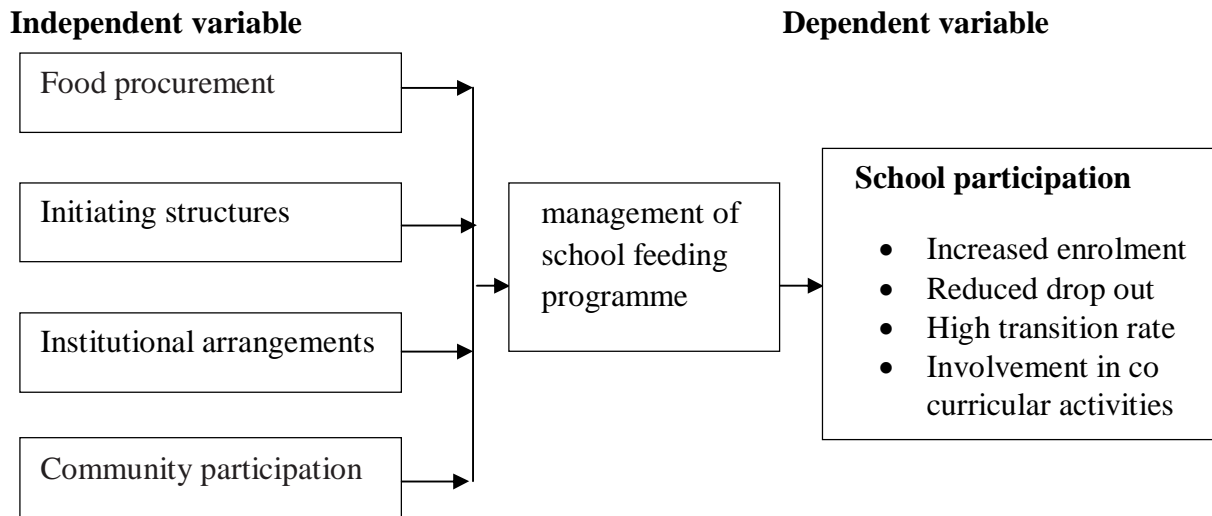 Independent variable
Dependent variable
Food procurement
Initiating structures
Institutional arrangements
Community participation
management of
school feeding
programme
School participation
• Increased enrolment
• Reduced drop out
• High transition rate
• Involvement in co
curricular activities